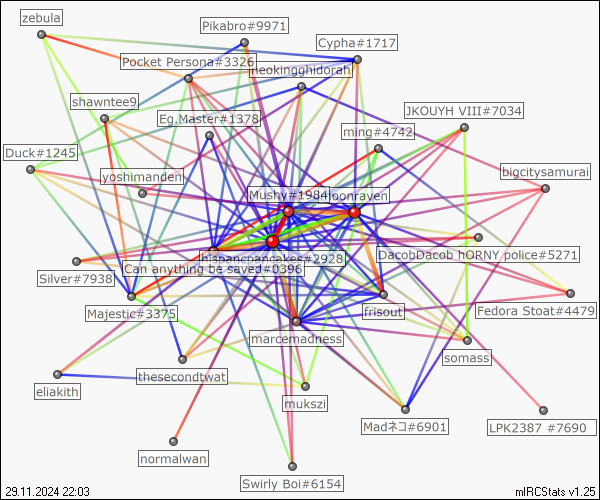 zebula
Pikabro#9971
Cypha#1717
Pocket Persona#3326
neokingghidorah
shawntee9
JKOUYH VIII#7034
Eg.Master#1378
ming#4742
Duck#1245
bigcitysamurai
yoshimanden
Mushy#1984
oonraven
DacobDacob hORNY police#5271
hispancpancakes#2928
Can anything be saved#0396
Silver#7938
Majestic#3375
frisout
Fedora Stoat#4479
marcemadness
somass
eliakith
thesecondtwat
mukszi
Madネコ#6901
LPK2387 #7690
normalwan
Swirly Boi#6154
29.11.2024 22:03
mIRCStats v1.25